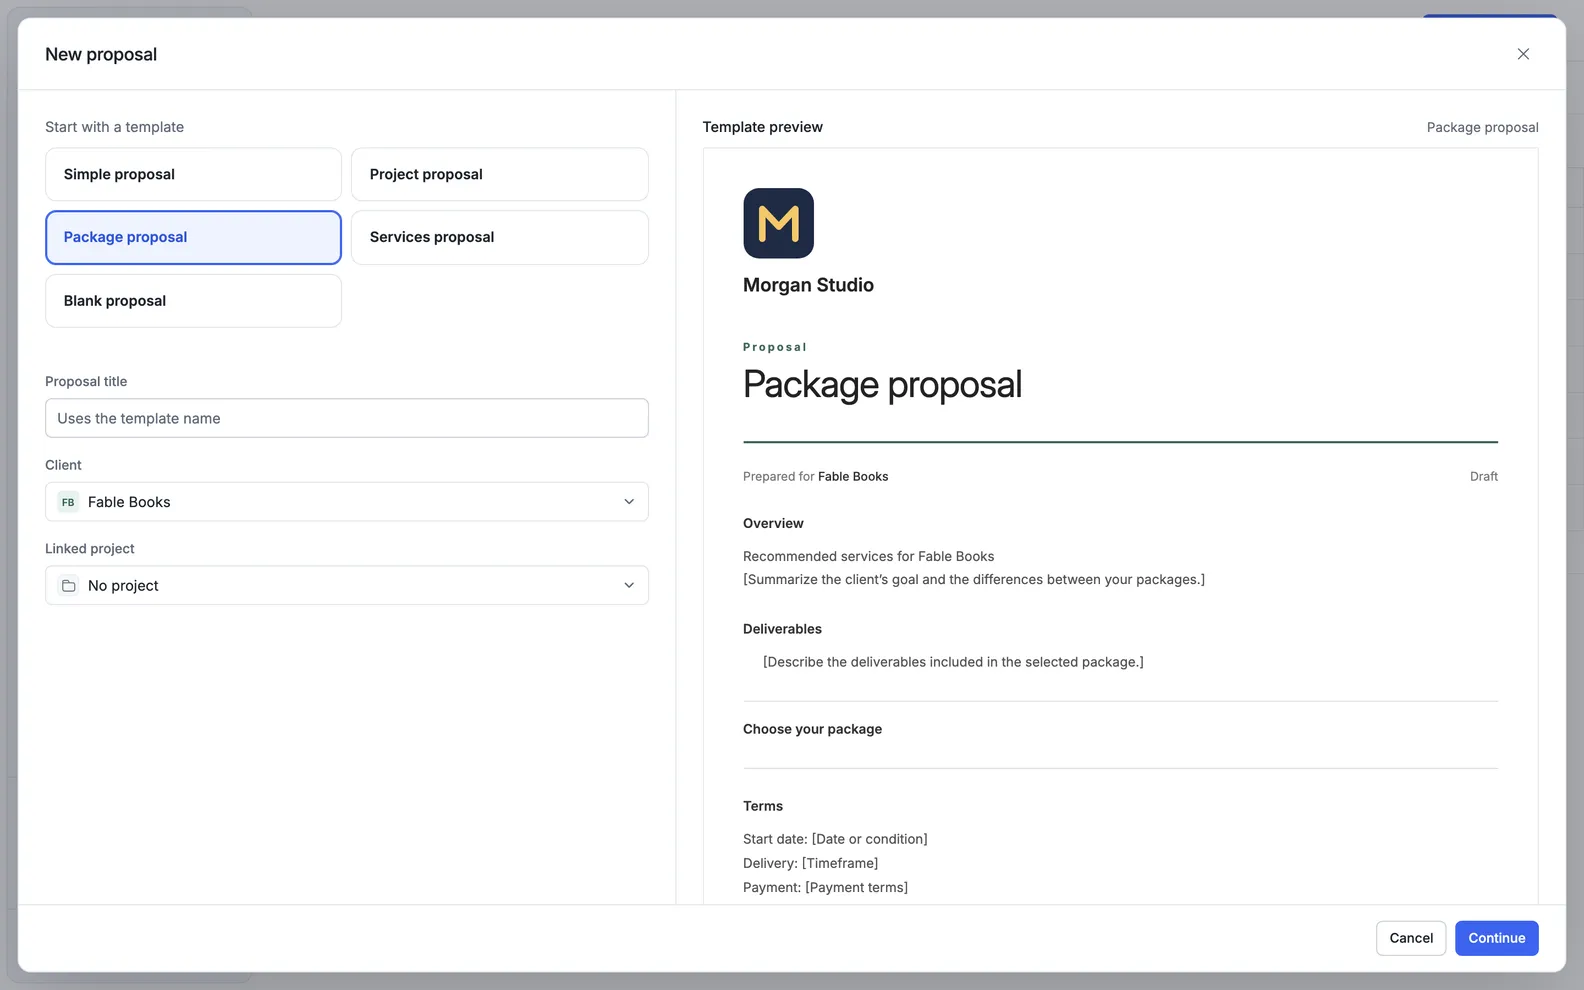 New proposal
Start with a template
Simple proposal
Project proposal
Package proposal
Services proposal
Blank proposal
Proposal title
Uses the template name
Client
FB Fable Books
Linked project
No project
Template preview
Package proposal
M
Morgan Studio
Proposal
Package proposal
Prepared for Fable Books
Draft
Overview
Recommended services for Fable Books
[Summarize the client’s goal and the differences between your packages.]
Deliverables
[Describe the deliverables included in the selected package.]
Choose your package
Terms
Start date: [Date or condition]
Delivery: [Timeframe]
Payment: [Payment terms]
Cancel
Continue